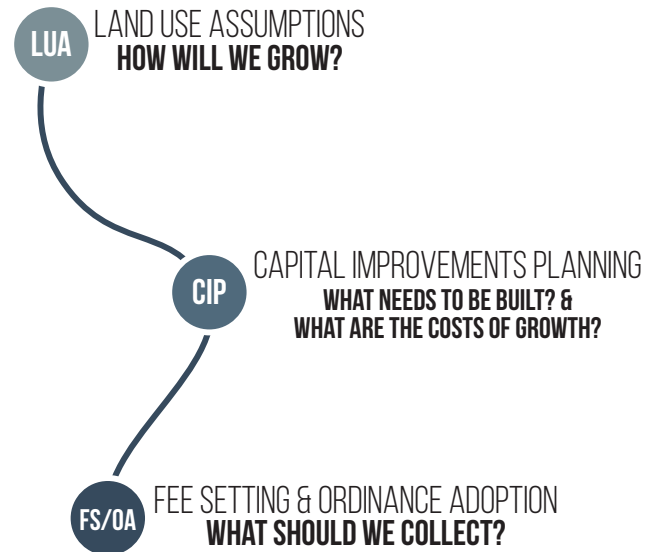 LUA
LAND USE ASSUMPTIONS
HOW WILL WE GROW?
CIP
CAPITAL IMPROVEMENTS PLANNING
WHAT NEEDS TO BE BUILT? &
WHAT ARE THE COSTS OF GROWTH?
FS/OA
FEE SETTING & ORDINANCE ADOPTION
WHAT SHOULD WE COLLECT?